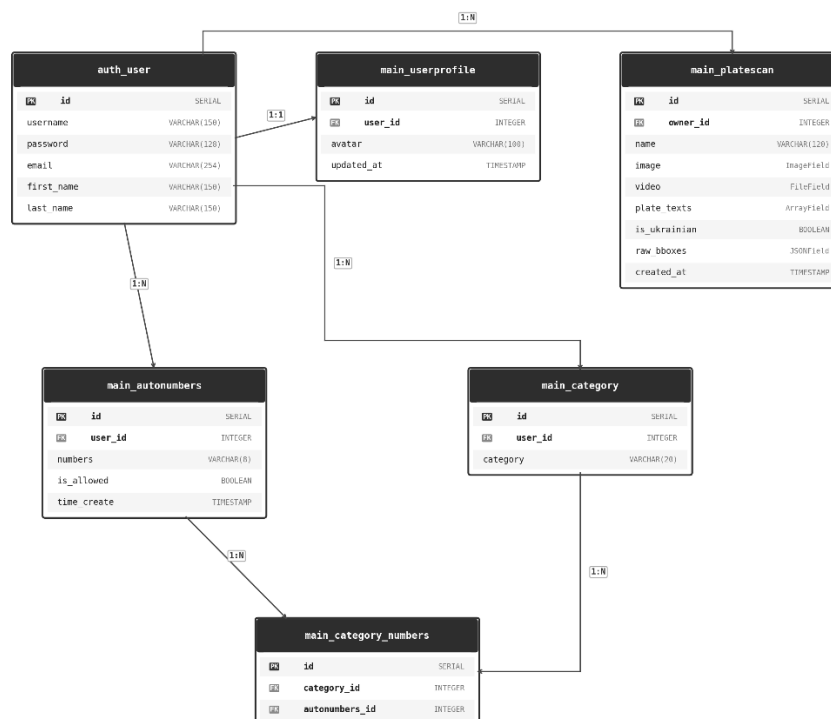 1:N
auth_user
PK id SERIAL
username VARCHAR(150)
password VARCHAR(128)
email VARCHAR(254)
first_name VARCHAR(150)
last_name VARCHAR(150)
1:1
main_userprofile
PK id SERIAL
FK user_id INTEGER
avatar VARCHAR(100)
updated_at TIMESTAMP
main_platescan
PK id SERIAL
FK owner_id INTEGER
name VARCHAR(120)
image ImageField
video FileField
plate_texts ArrayField
is_ukrainian BOOLEAN
raw_bboxes JSONField
created_at TIMESTAMP
1:N
1:N
main_autonumbers
PK id SERIAL
FK user_id INTEGER
numbers VARCHAR(8)
is_allowed BOOLEAN
time_create TIMESTAMP
main_category
PK id SERIAL
FK user_id INTEGER
category VARCHAR(20)
1:N
1:N
main_category_numbers
PK id SERIAL
FK category_id INTEGER
FK autonumbers_id INTEGER